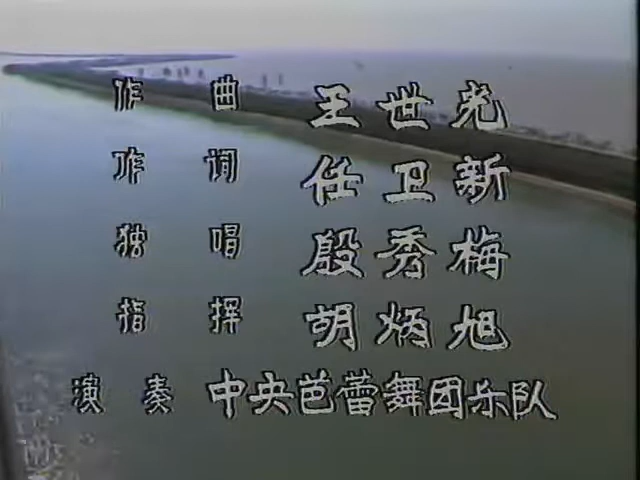 作曲 王世光
作词 任卫新
独唱 殷秀梅
指挥 胡炳旭
演奏 中央芭蕾舞团乐队